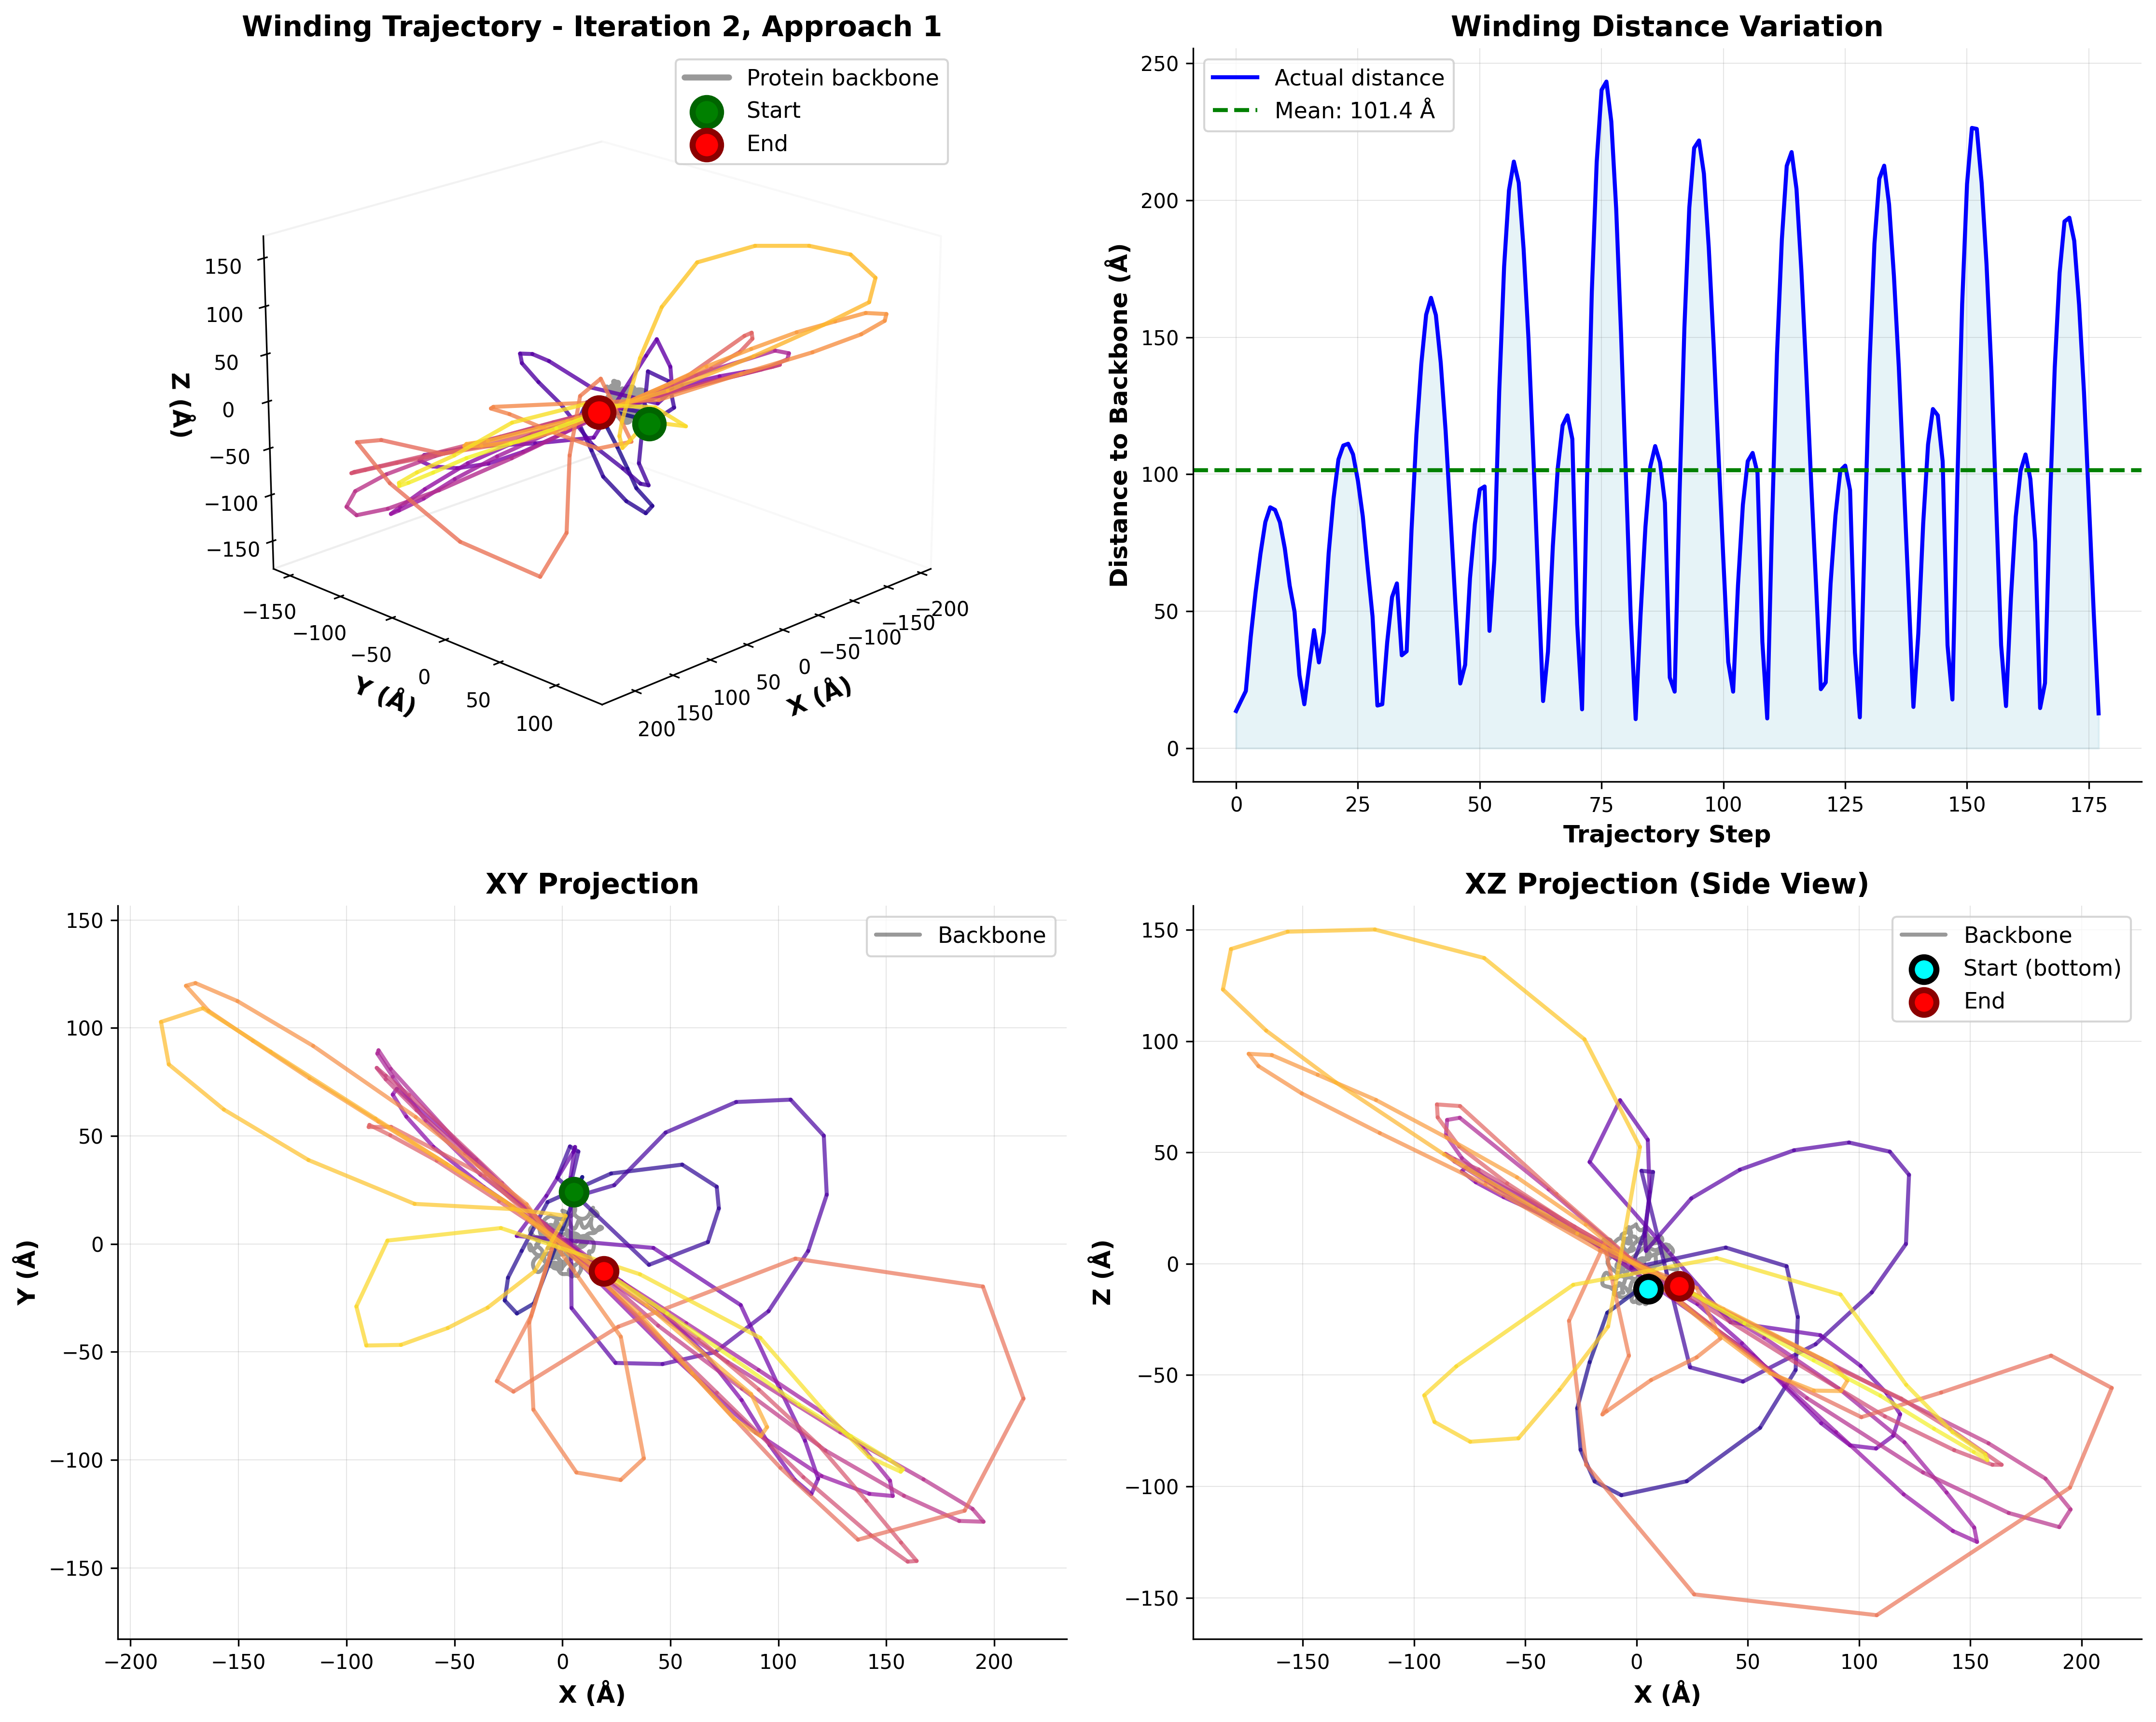 Winding Trajectory - Iteration 2, Approach 1
Protein backbone
Start
End
150
100
50
0
−50
−100
−150
Z (Å)
−150
−100
−50
0
50
100
Y (Å)
200
150
100
50
0
−50
−100
−150
−200
X (Å)
Winding Distance Variation
Actual distance
Mean: 101.4 Å
250
200
150
100
50
0
Distance to Backbone (Å)
0 25 50 75 100 125 150 175
Trajectory Step
XY Projection
Backbone
150
100
50
0
−50
−100
−150
Y (Å)
−200 −150 −100 −50 0 50 100 150 200
X (Å)
XZ Projection (Side View)
Backbone
Start (bottom)
End
150
100
50
0
−50
−100
−150
Z (Å)
−150 −100 −50 0 50 100 150 200
X (Å)